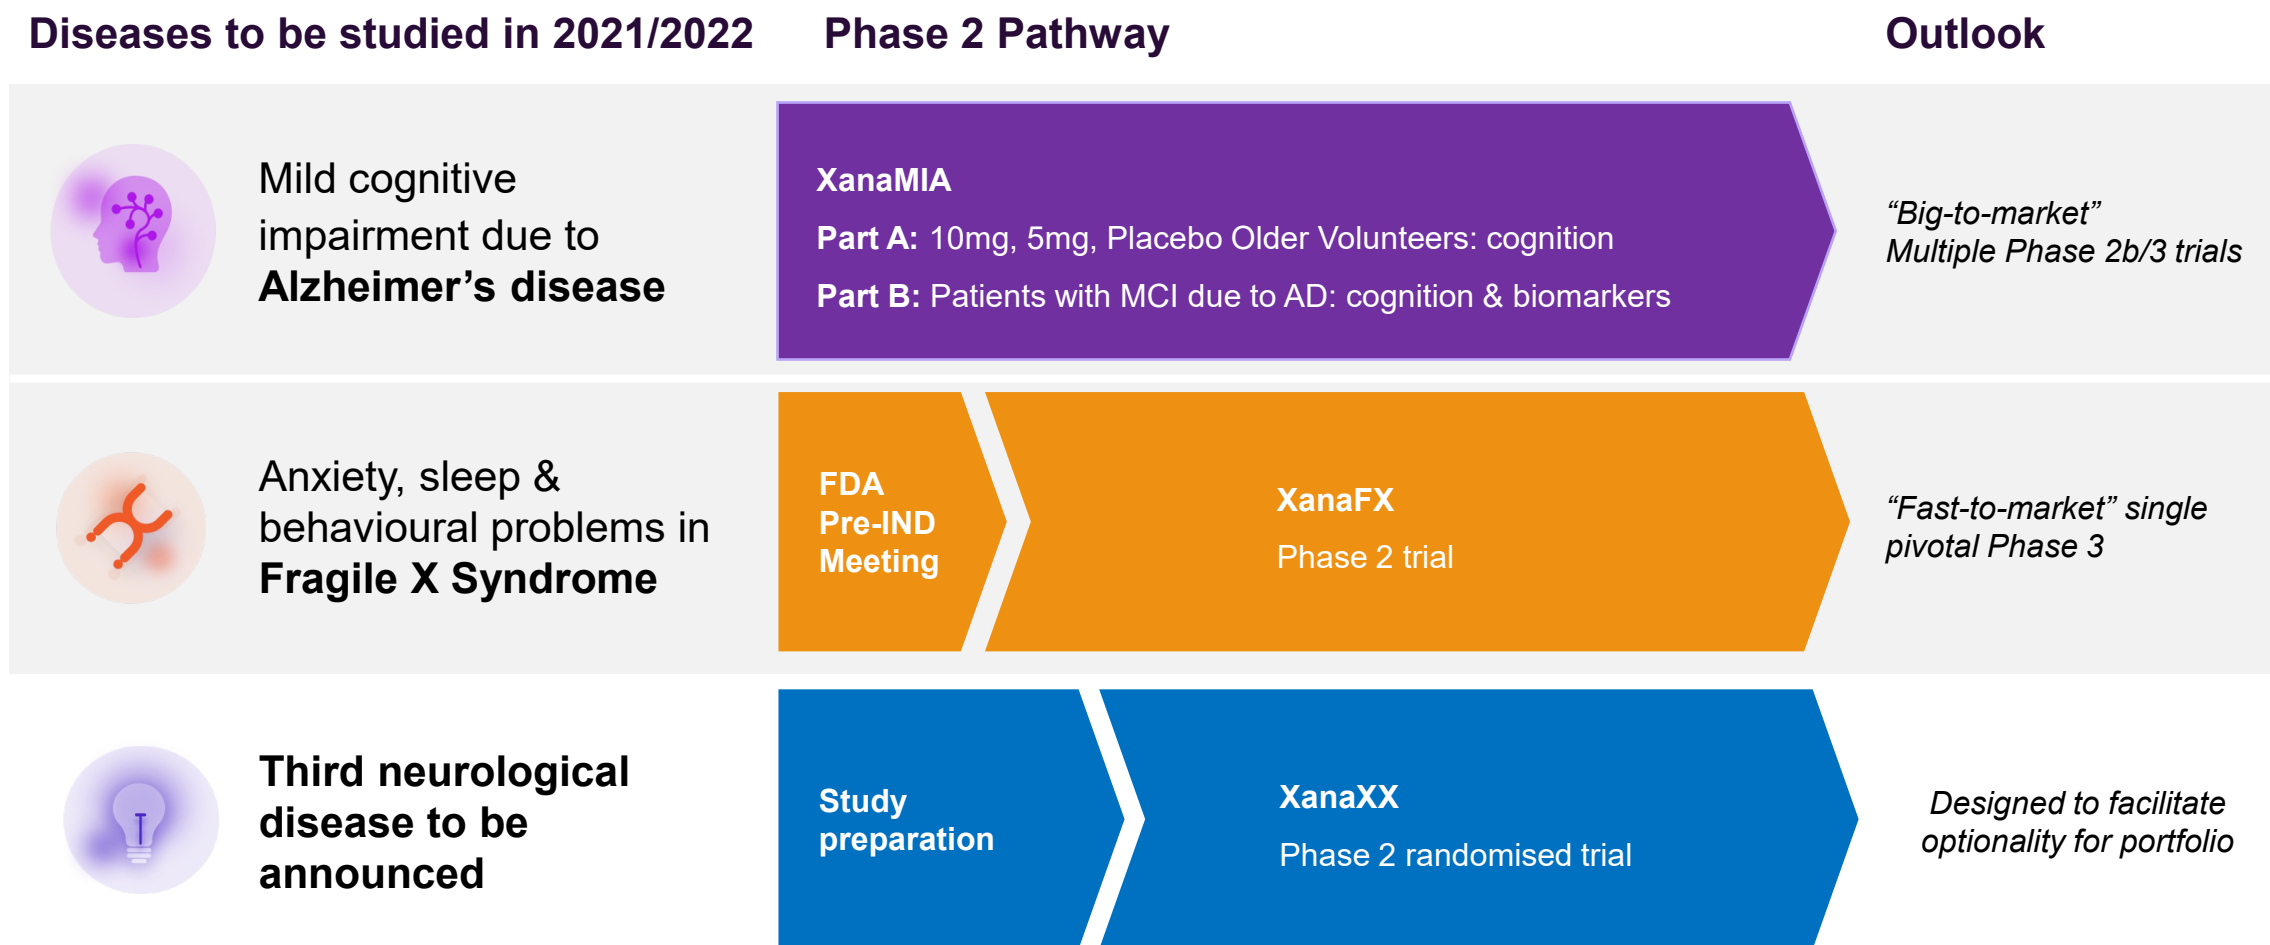 Diseases to be studied in 2021/2022
Phase 2 Pathway
Outlook
Mild cognitive
impairment due to
Alzheimer’s disease
XanaMIA
Part A: 10mg, 5mg, Placebo Older Volunteers: cognition
Part B: Patients with MCI due to AD: cognition & biomarkers
“Big-to-market”
Multiple Phase 2b/3 trials
Anxiety, sleep &
behavioural problems in
Fragile X Syndrome
FDA
Pre-IND
Meeting
XanaFX
Phase 2 trial
“Fast-to-market” single
pivotal Phase 3
Third neurological
disease to be
announced
Study
preparation
XanaXX
Phase 2 randomised trial
Designed to facilitate
optionality for portfolio